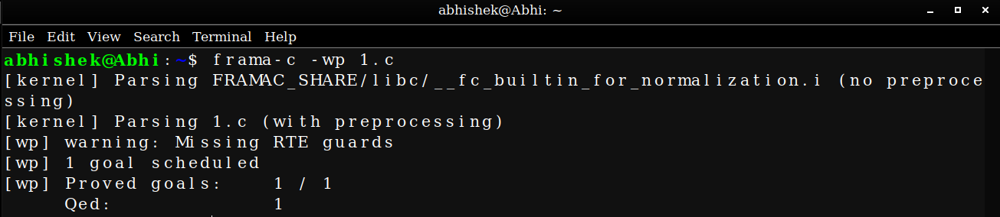 abhishek@Abhi: ~
File Edit View Search Terminal Help
abhishek@Abhi:~$ frama-c -wp 1.c
[kernel] Parsing FRAMAC_SHARE/libc/__fc_builtin_for_normalization.i (no preproce
ssing)
[kernel] Parsing 1.c (with preprocessing)
[wp] warning: Missing RTE guards
[wp] 1 goal scheduled
[wp] Proved goals:    1 / 1
     Qed:             1